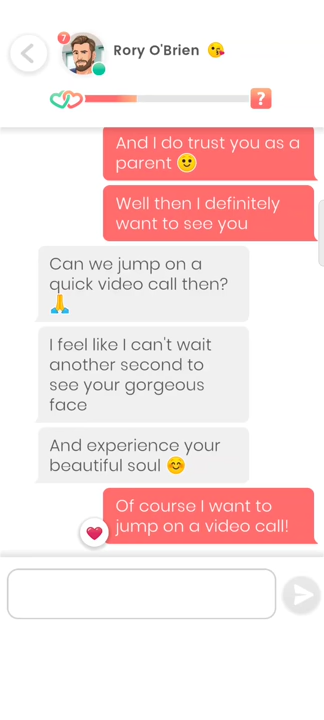 7
Rory O'Brien 😘
?
And I do trust you as a
parent 🙂
Well then I definitely
want to see you
Can we jump on a
quick video call then?
🙏
I feel like I can't wait
another second to
see your gorgeous
face
And experience your
beautiful soul 😊
Of course I want to
jump on a video call!